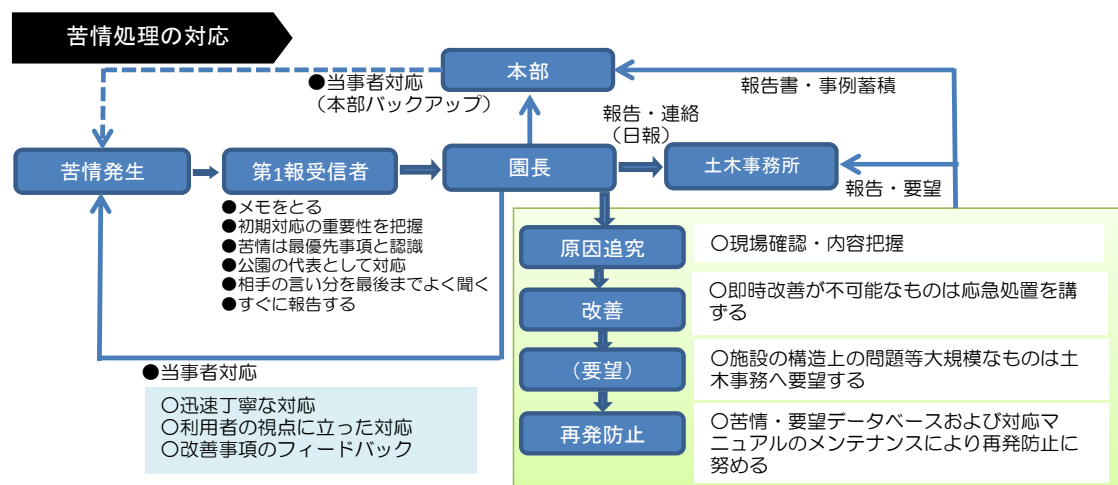 苦情処理の対応
本部
●当事者対応
（本部バックアップ）
報告書・事例蓄積
報告・連絡
（日報）
苦情発生
第1報受信者
園長
土木事務所
報告・要望
●メモをとる
●初期対応の重要性を把握
●苦情は最優先事項と認識
●公園の代表として対応
●相手の言い分を最後までよく聞く
●すぐに報告する
原因追究
〇現場確認・内容把握
改善
〇即時改善が不可能なものは応急処置を講
ずる
（要望）
〇施設の構造上の問題等大規模なものは土
木事務へ要望する
再発防止
〇苦情・要望データベースおよび対応マ
ニュアルのメンテナンスにより再発防止に
努める
●当事者対応
〇迅速丁寧な対応
〇利用者の視点に立った対応
〇改善事項のフィードバック